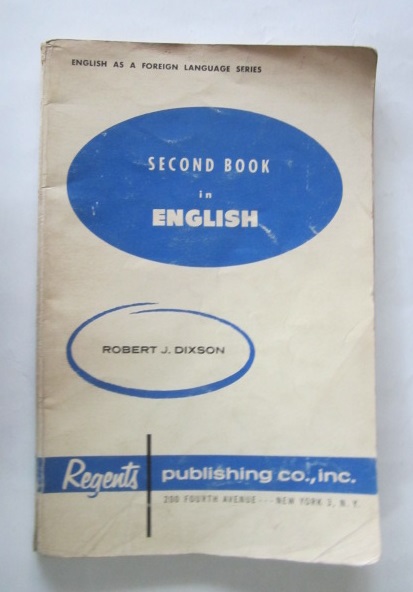 ENGLISH AS A FOREIGN LANGUAGE SERIES
SECOND BOOK
in
ENGLISH
ROBERT J. DIXSON
Regents publishing co., inc.
200 FOURTH AVENUE --- NEW YORK 3, N. Y.